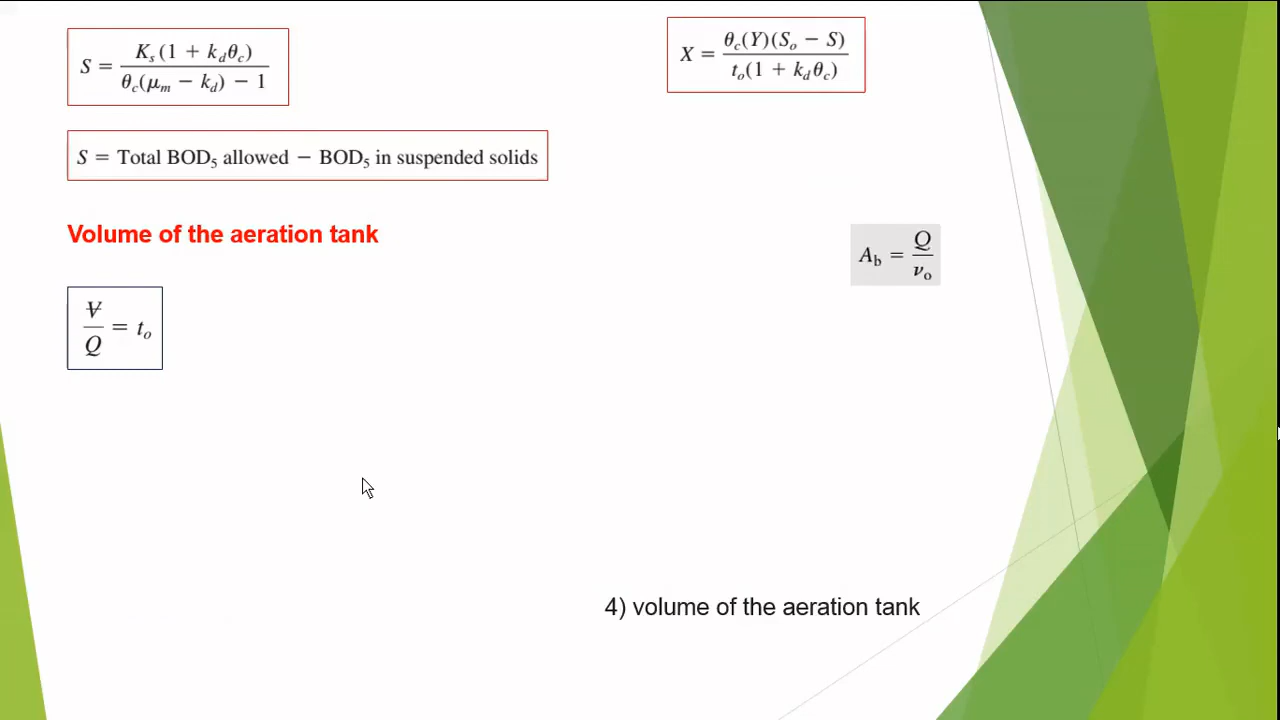 S = K_s(1 + k_dθ_c) / θ_c(μ_m − k_d) − 1
X = θ_c(Y)(S_o − S) / t_o(1 + k_dθ_c)
S = Total BOD₅ allowed − BOD₅ in suspended solids
Volume of the aeration tank
A_b = Q / ν_o
V̶ / Q = t_o
4) volume of the aeration tank